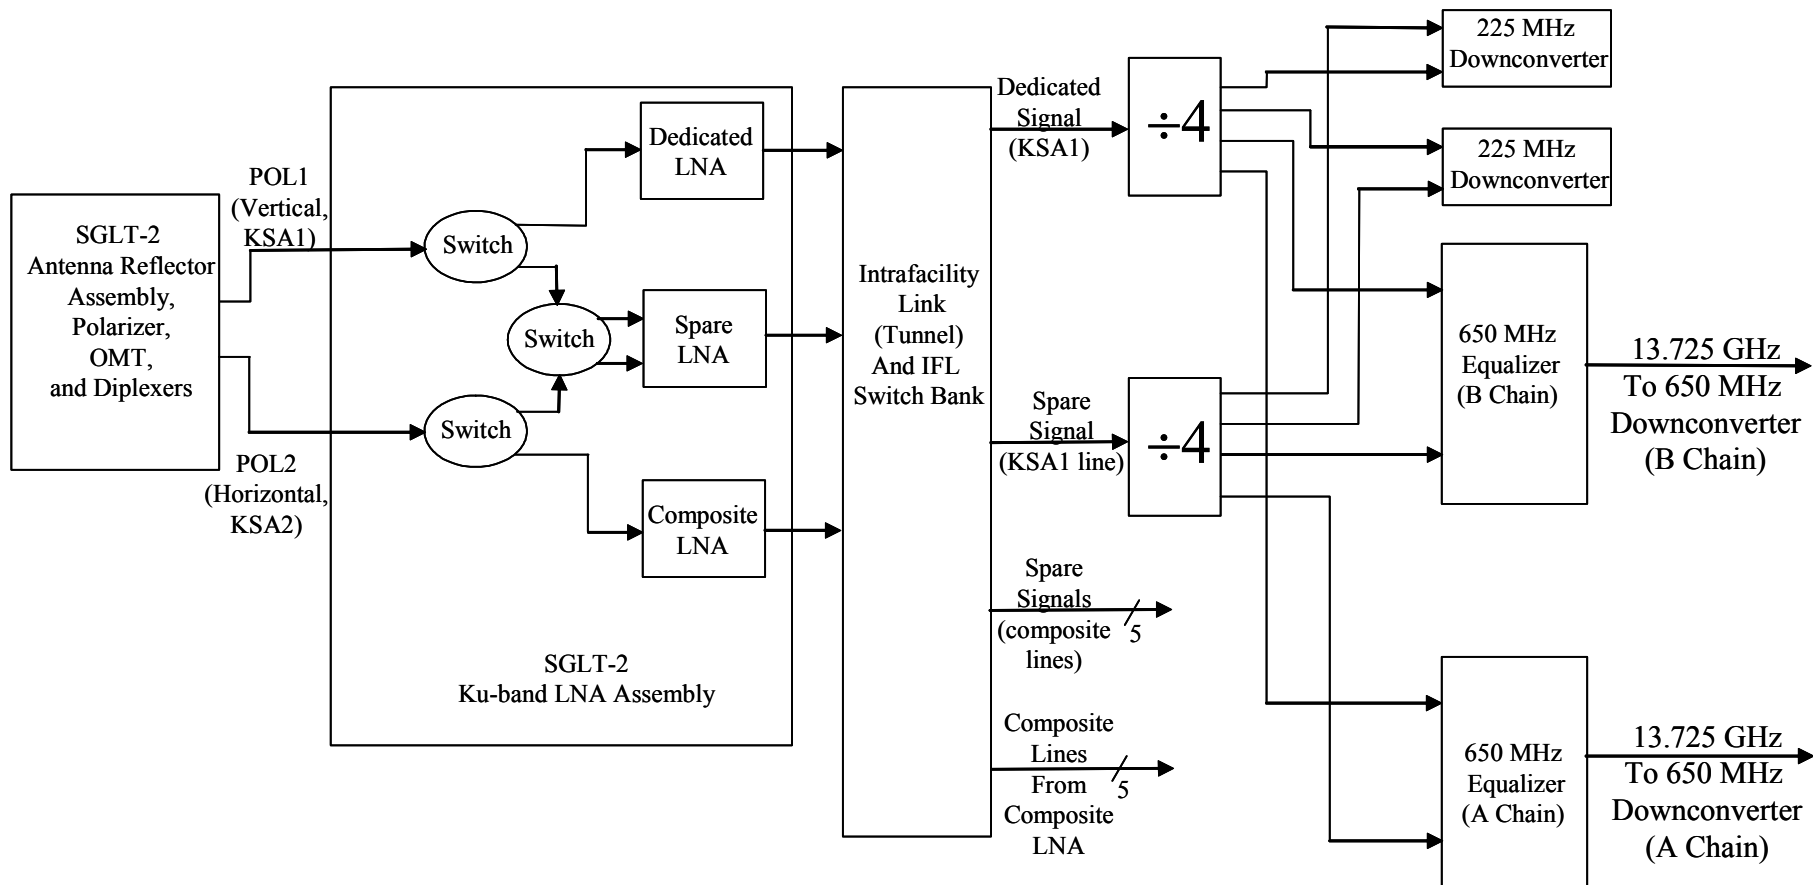 SGLT-2
Antenna Reflector
Assembly,
Polarizer,
OMT,
and Diplexers
POL1
(Vertical,
KSA1)
POL2
(Horizontal,
KSA2)
Switch
Switch
Switch
Dedicated
LNA
Spare
LNA
Composite
LNA
SGLT-2
Ku-band LNA Assembly
Intrafacility
Link
(Tunnel)
And IFL
Switch Bank
Dedicated
Signal
(KSA1)
Spare
Signal
(KSA1 line)
Spare
Signals
(composite
lines)
5
Composite
Lines
From
Composite
LNA
5
÷4
÷4
225 MHz
Downconverter
225 MHz
Downconverter
650 MHz
Equalizer
(B Chain)
13.725 GHz
To 650 MHz
Downconverter
(B Chain)
650 MHz
Equalizer
(A Chain)
13.725 GHz
To 650 MHz
Downconverter
(A Chain)